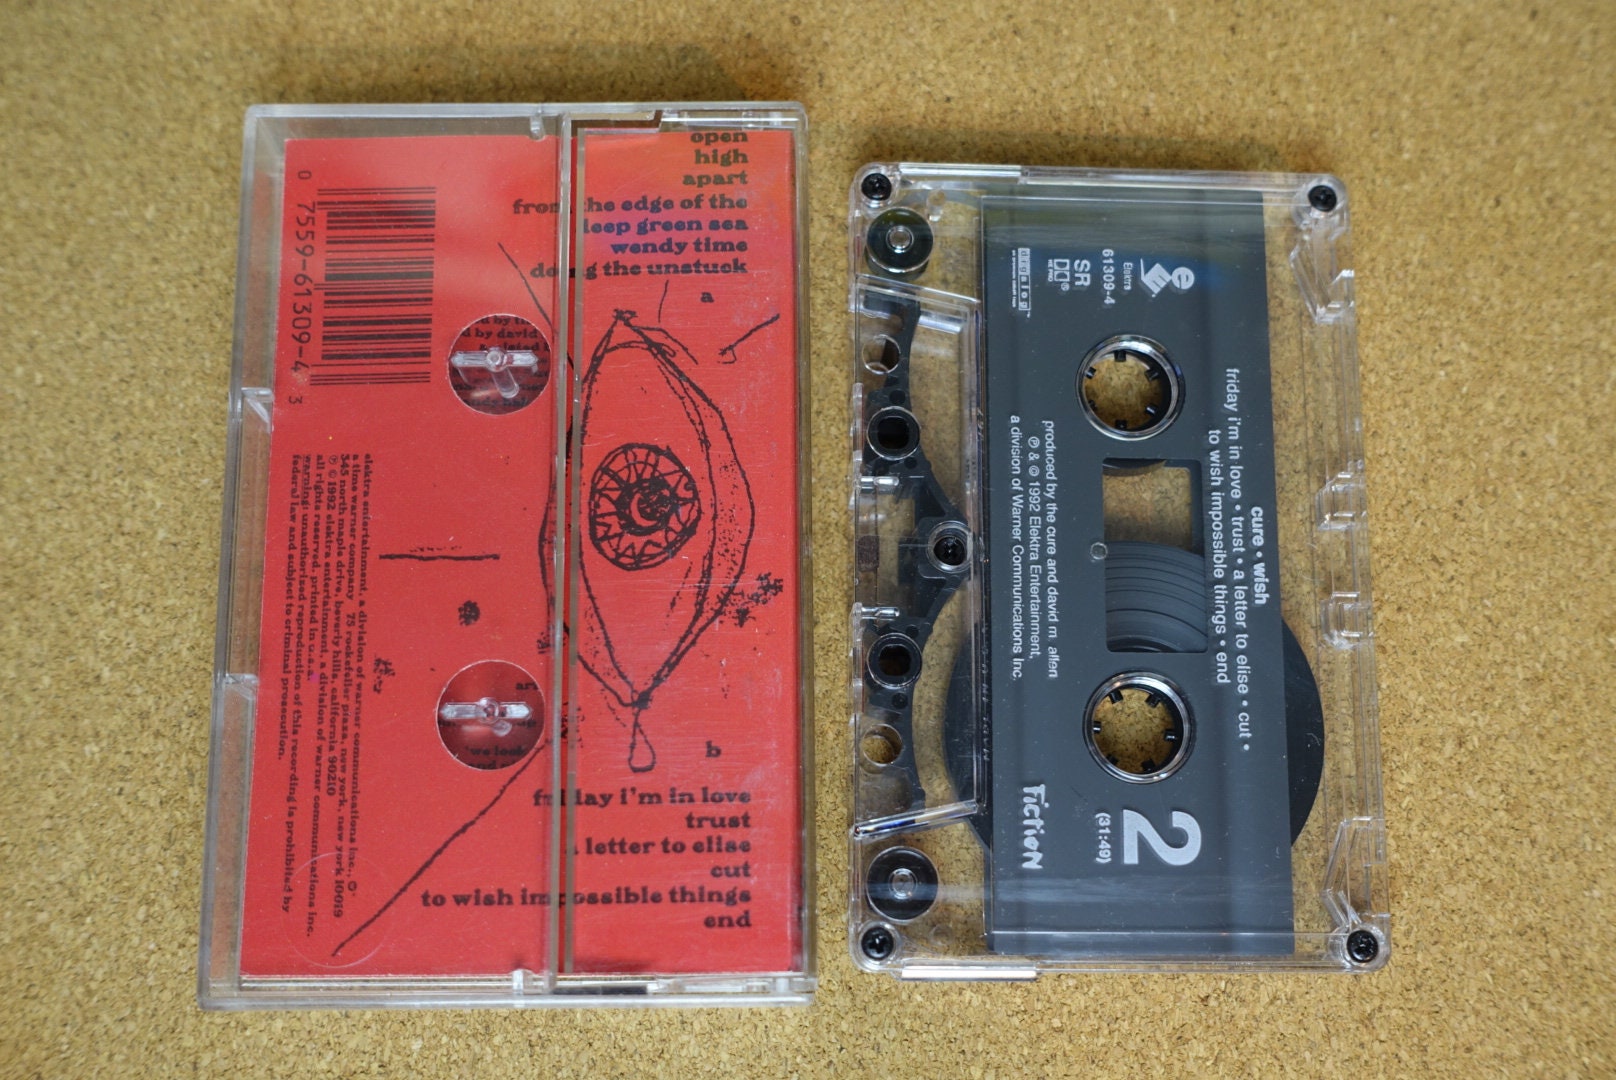 open
high
apart
from the edge of the
deep green sea
wendy time
doing the unstuck
a
b
friday i'm in love
trust
a letter to elise
cut
to wish impossible things
end
0 7559-61309-4 3
elektra entertainment, a division of warner communications inc.,
a time warner company 75 rockefeller plaza, new york, new york 10019
345 north maple drive, beverly hills, california 90210
℗ © 1992 elektra entertainment, a division of warner communications inc.
all rights reserved. printed in u.s.a.
warning: unauthorized reproduction of this recording is prohibited by
federal law and subject to criminal prosecution.
d by david
'we look
cure • wish
friday i'm in love • trust • a letter to elise • cut •
to wish impossible things • end
e
Elektra
61309-4
SR
digalog
2
(31:49)
produced by the cure and david m. allen
℗ & © 1992 Elektra Entertainment,
a division of Warner Communications Inc.
Fiction